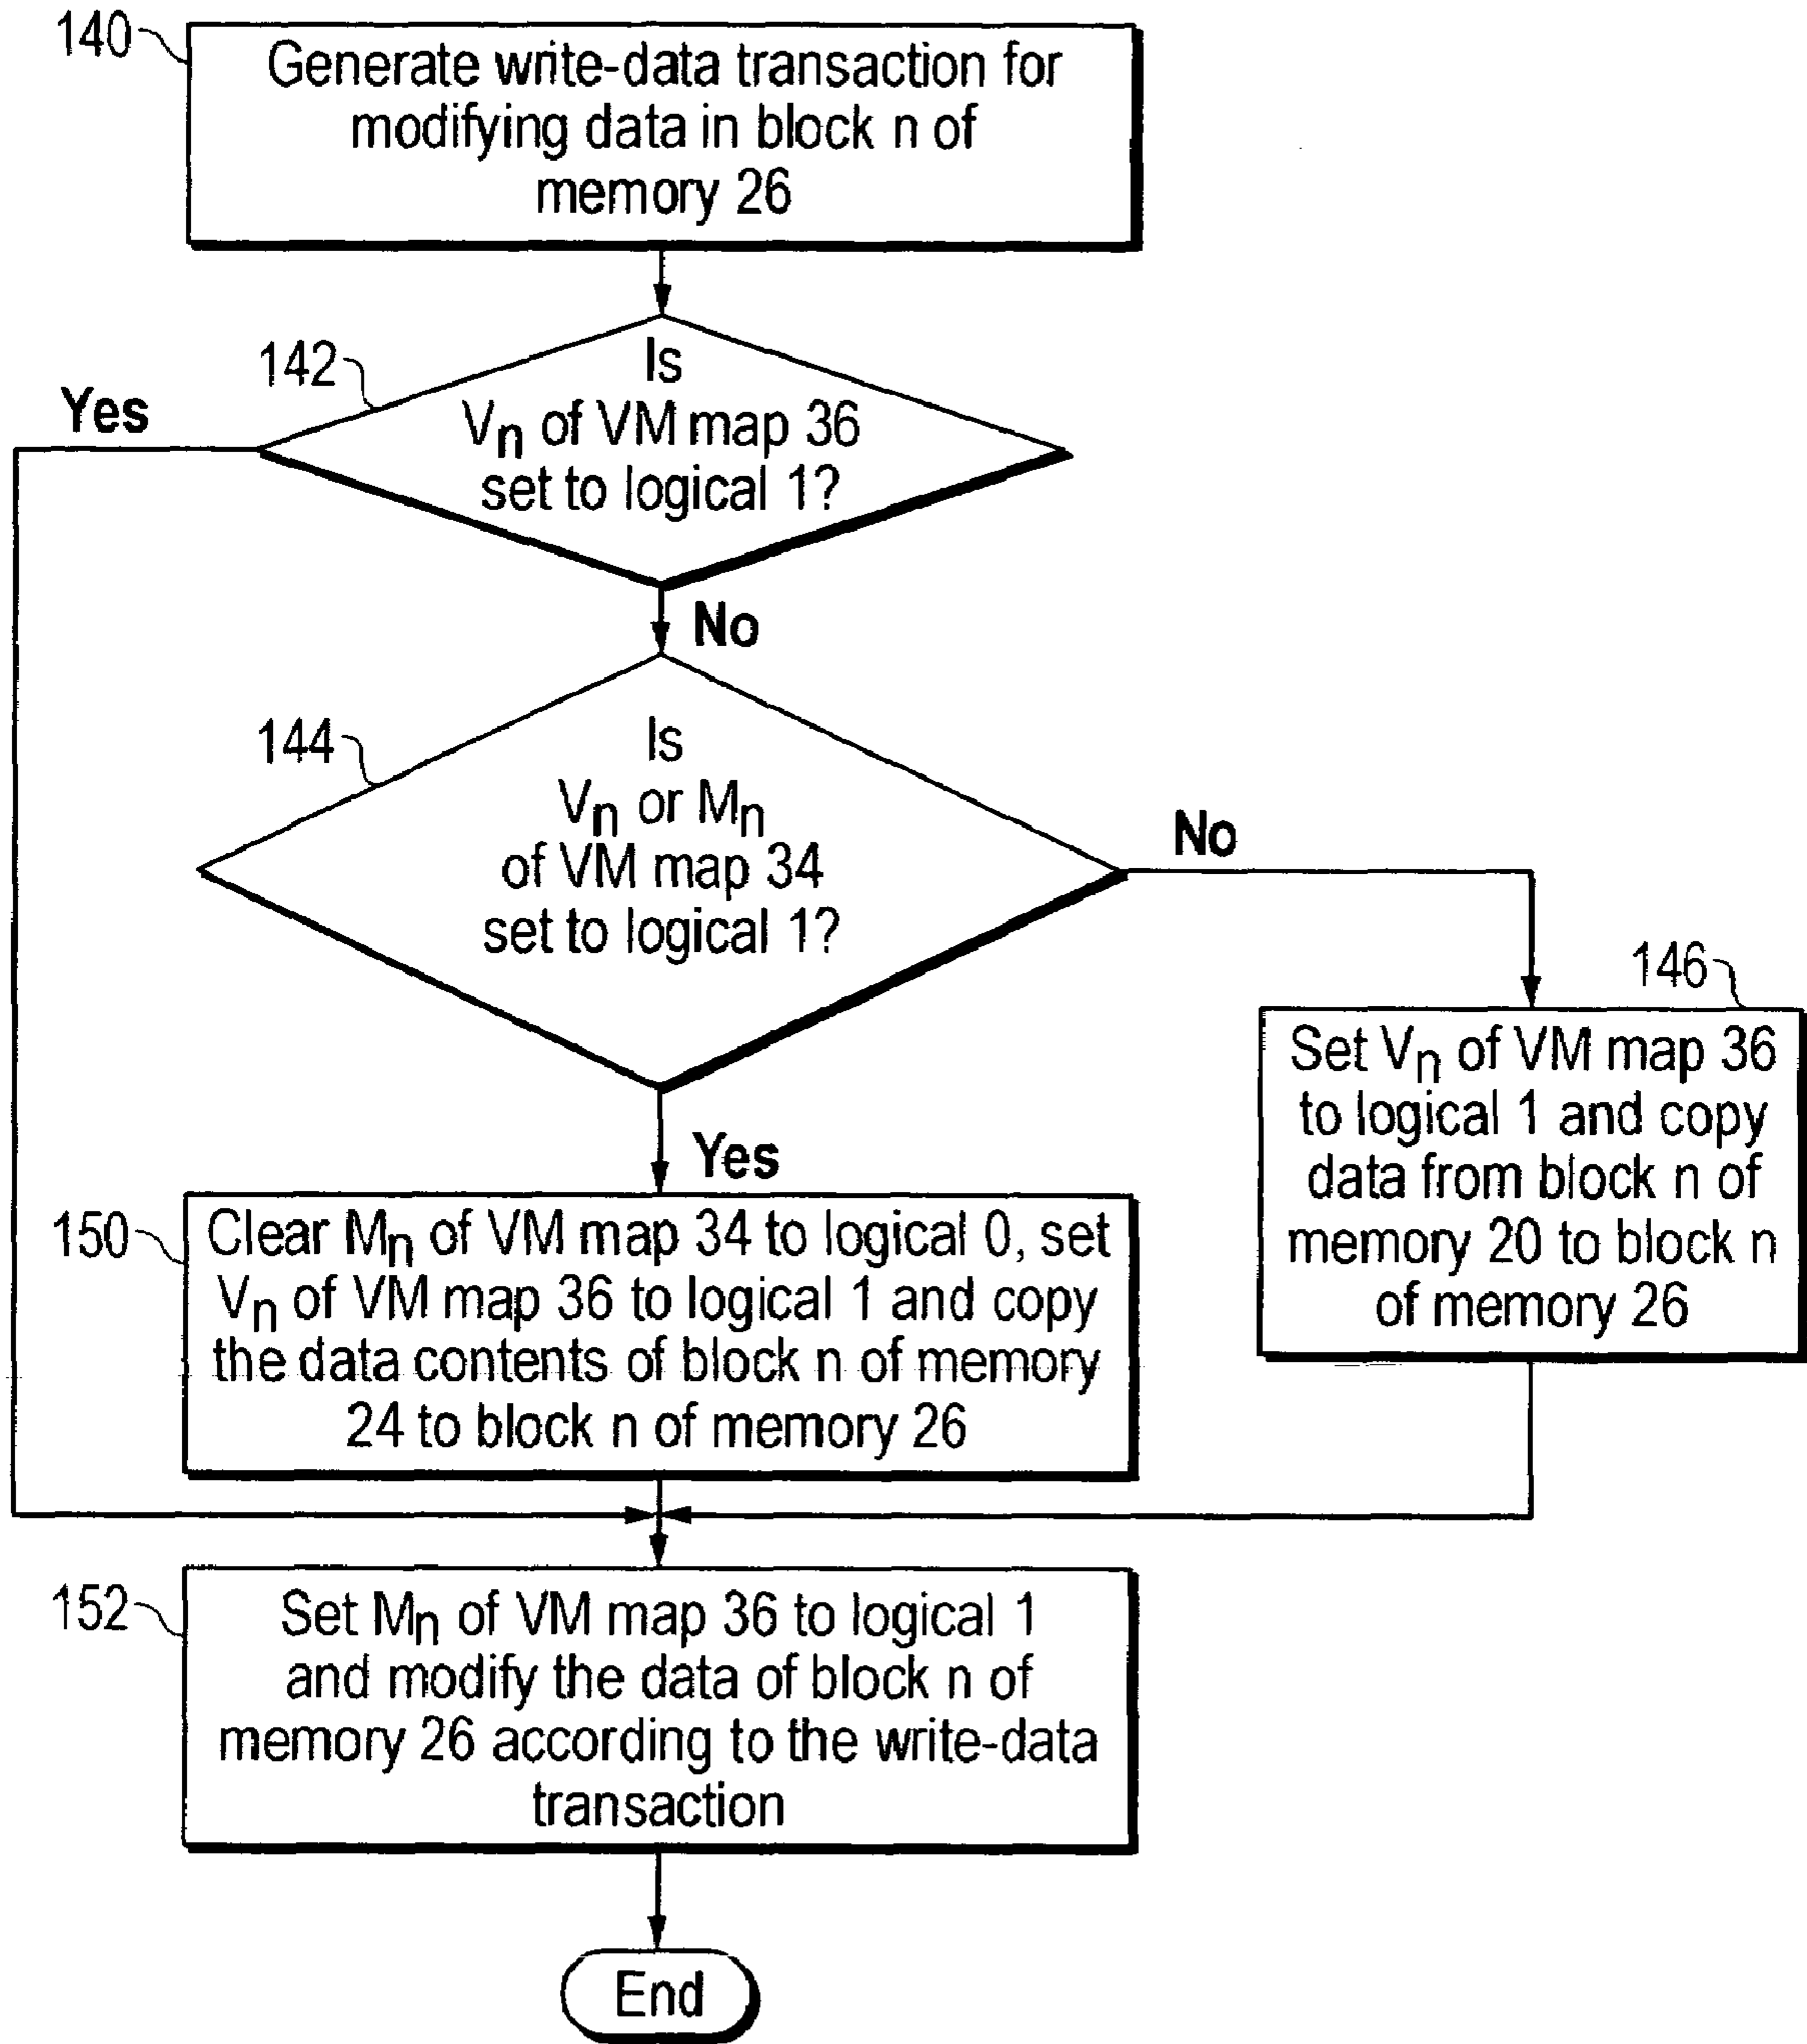 140
Generate write-data transaction for
modifying data in block n of
memory 26
142
Yes
Is
Vn of VM map 36
set to logical 1?
No
144
Is
Vn or Mn
of VM map 34
set to logical 1?
No
146
Set Vn of VM map 36
to logical 1 and copy
data from block n of
memory 20 to block n
of memory 26
Yes
150
Clear Mn of VM map 34 to logical 0, set
Vn of VM map 36 to logical 1 and copy
the data contents of block n of memory
24 to block n of memory 26
152
Set Mn of VM map 36 to logical 1
and modify the data of block n of
memory 26 according to the write-data
transaction
End